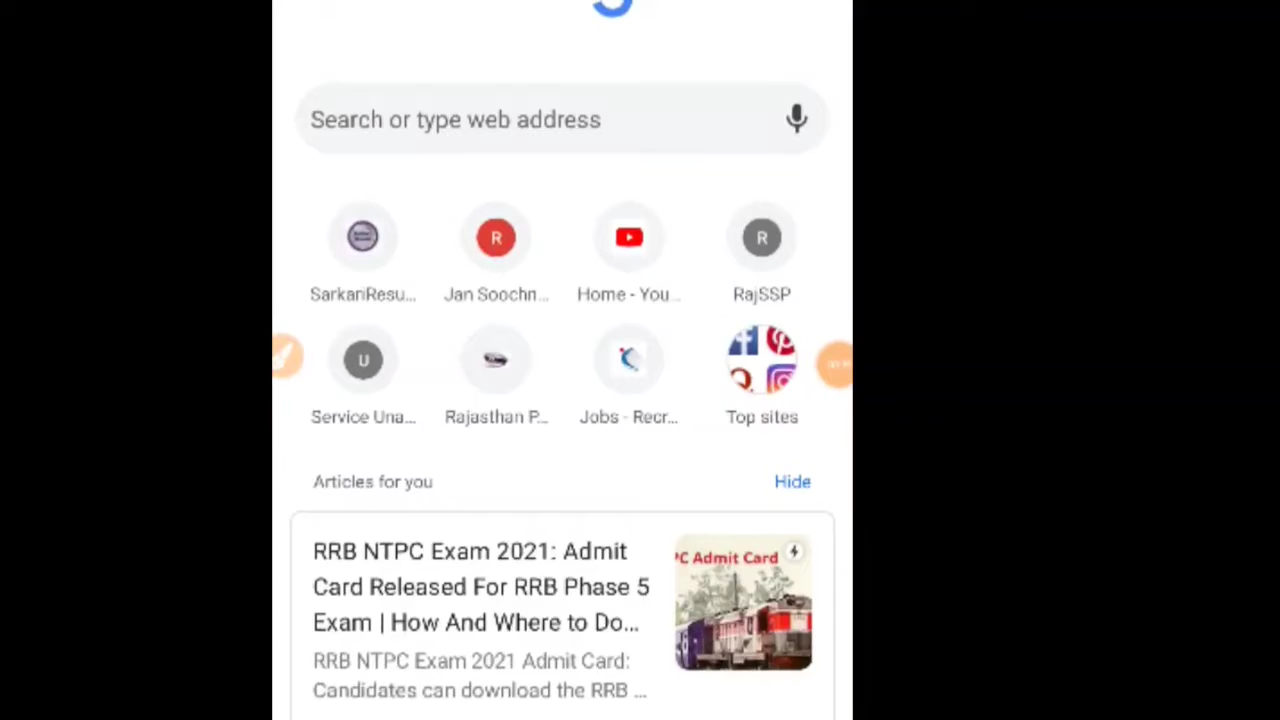 Search or type web address
R
R
SarkariResu...
Jan Soochn...
Home - You...
RajSSP
U
Service Una...
Rajasthan P...
Jobs - Recr...
Top sites
Articles for you
Hide
RRB NTPC Exam 2021: Admit
Card Released For RRB Phase 5
Exam | How And Where to Do...
RRB NTPC Exam 2021 Admit Card:
Candidates can download the RRB ...
PC Admit Card